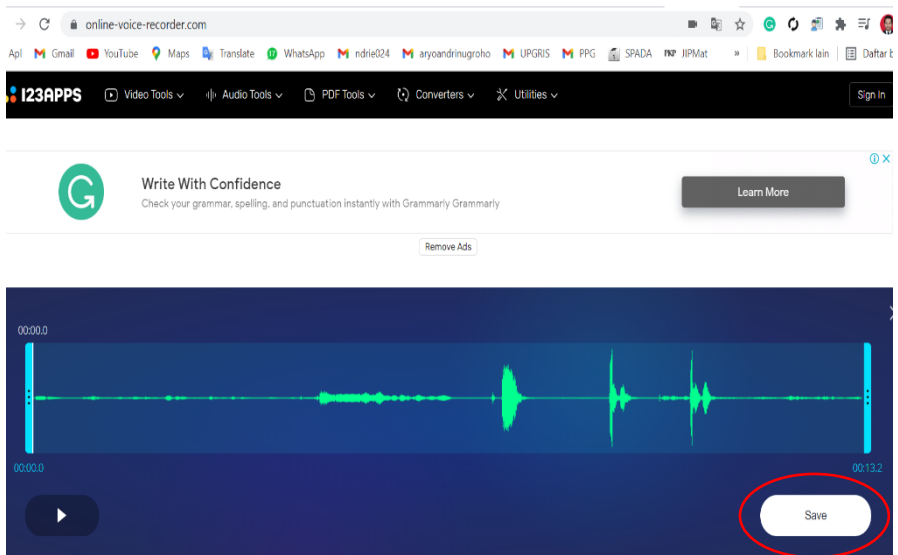 online-voice-recorder.com
Apl Gmail YouTube Maps Translate WhatsApp ndrie024 aryoandrinugroho UPGRIS PPG SPADA JIPMat » Bookmark lain Daftar b
123APPS Video Tools Audio Tools PDF Tools Converters Utilities Sign In
Write With Confidence
Check your grammar, spelling, and punctuation instantly with Grammarly Grammarly
Learn More
Remove Ads
00:00.0
00:00.0 00:13.2
Save